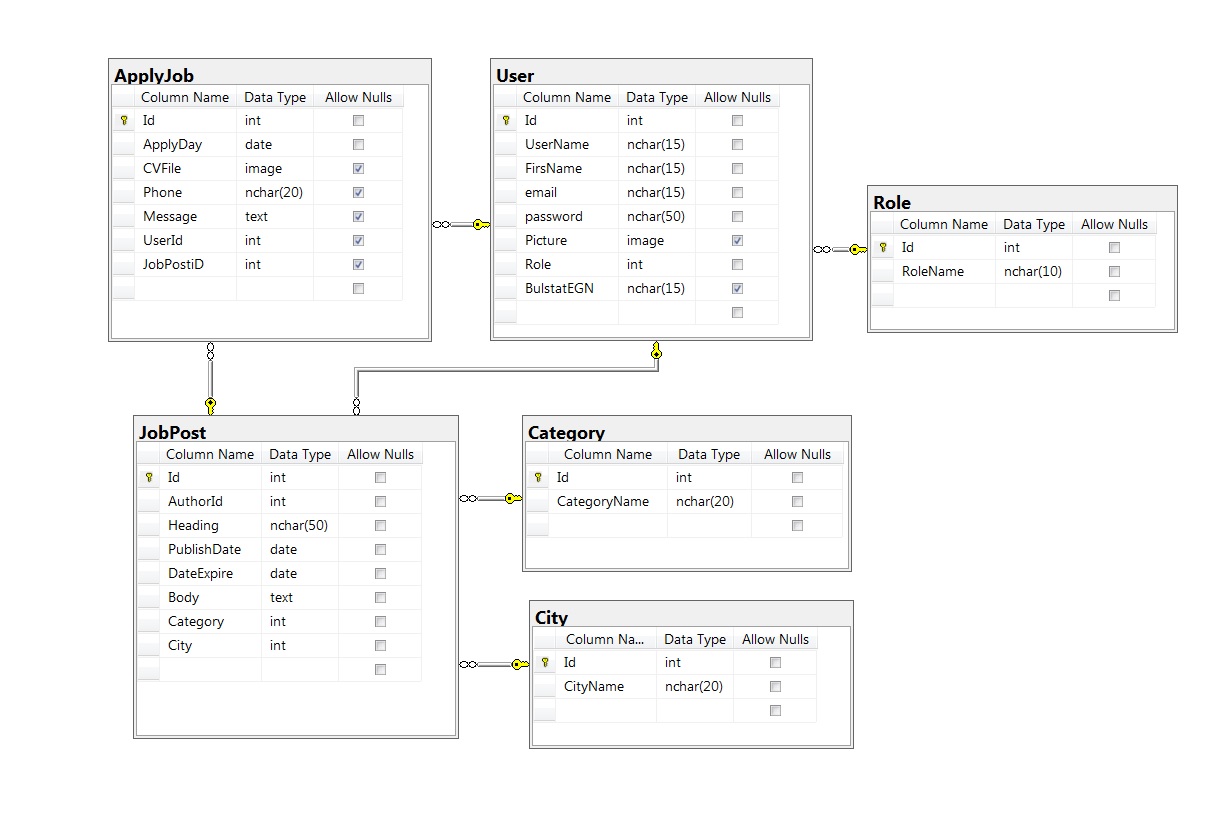 ApplyJob
Column Name Data Type Allow Nulls
Id int
ApplyDay date
CVFile image
Phone nchar(20)
Message text
UserId int
JobPostiD int
User
Column Name Data Type Allow Nulls
Id int
UserName nchar(15)
FirsName nchar(15)
email nchar(15)
password nchar(50)
Picture image
Role int
BulstatEGN nchar(15)
Role
Column Name Data Type Allow Nulls
Id int
RoleName nchar(10)
JobPost
Column Name Data Type Allow Nulls
Id int
AuthorId int
Heading nchar(50)
PublishDate date
DateExpire date
Body text
Category int
City int
Category
Column Name Data Type Allow Nulls
Id int
CategoryName nchar(20)
City
Column Na... Data Type Allow Nulls
Id int
CityName nchar(20)